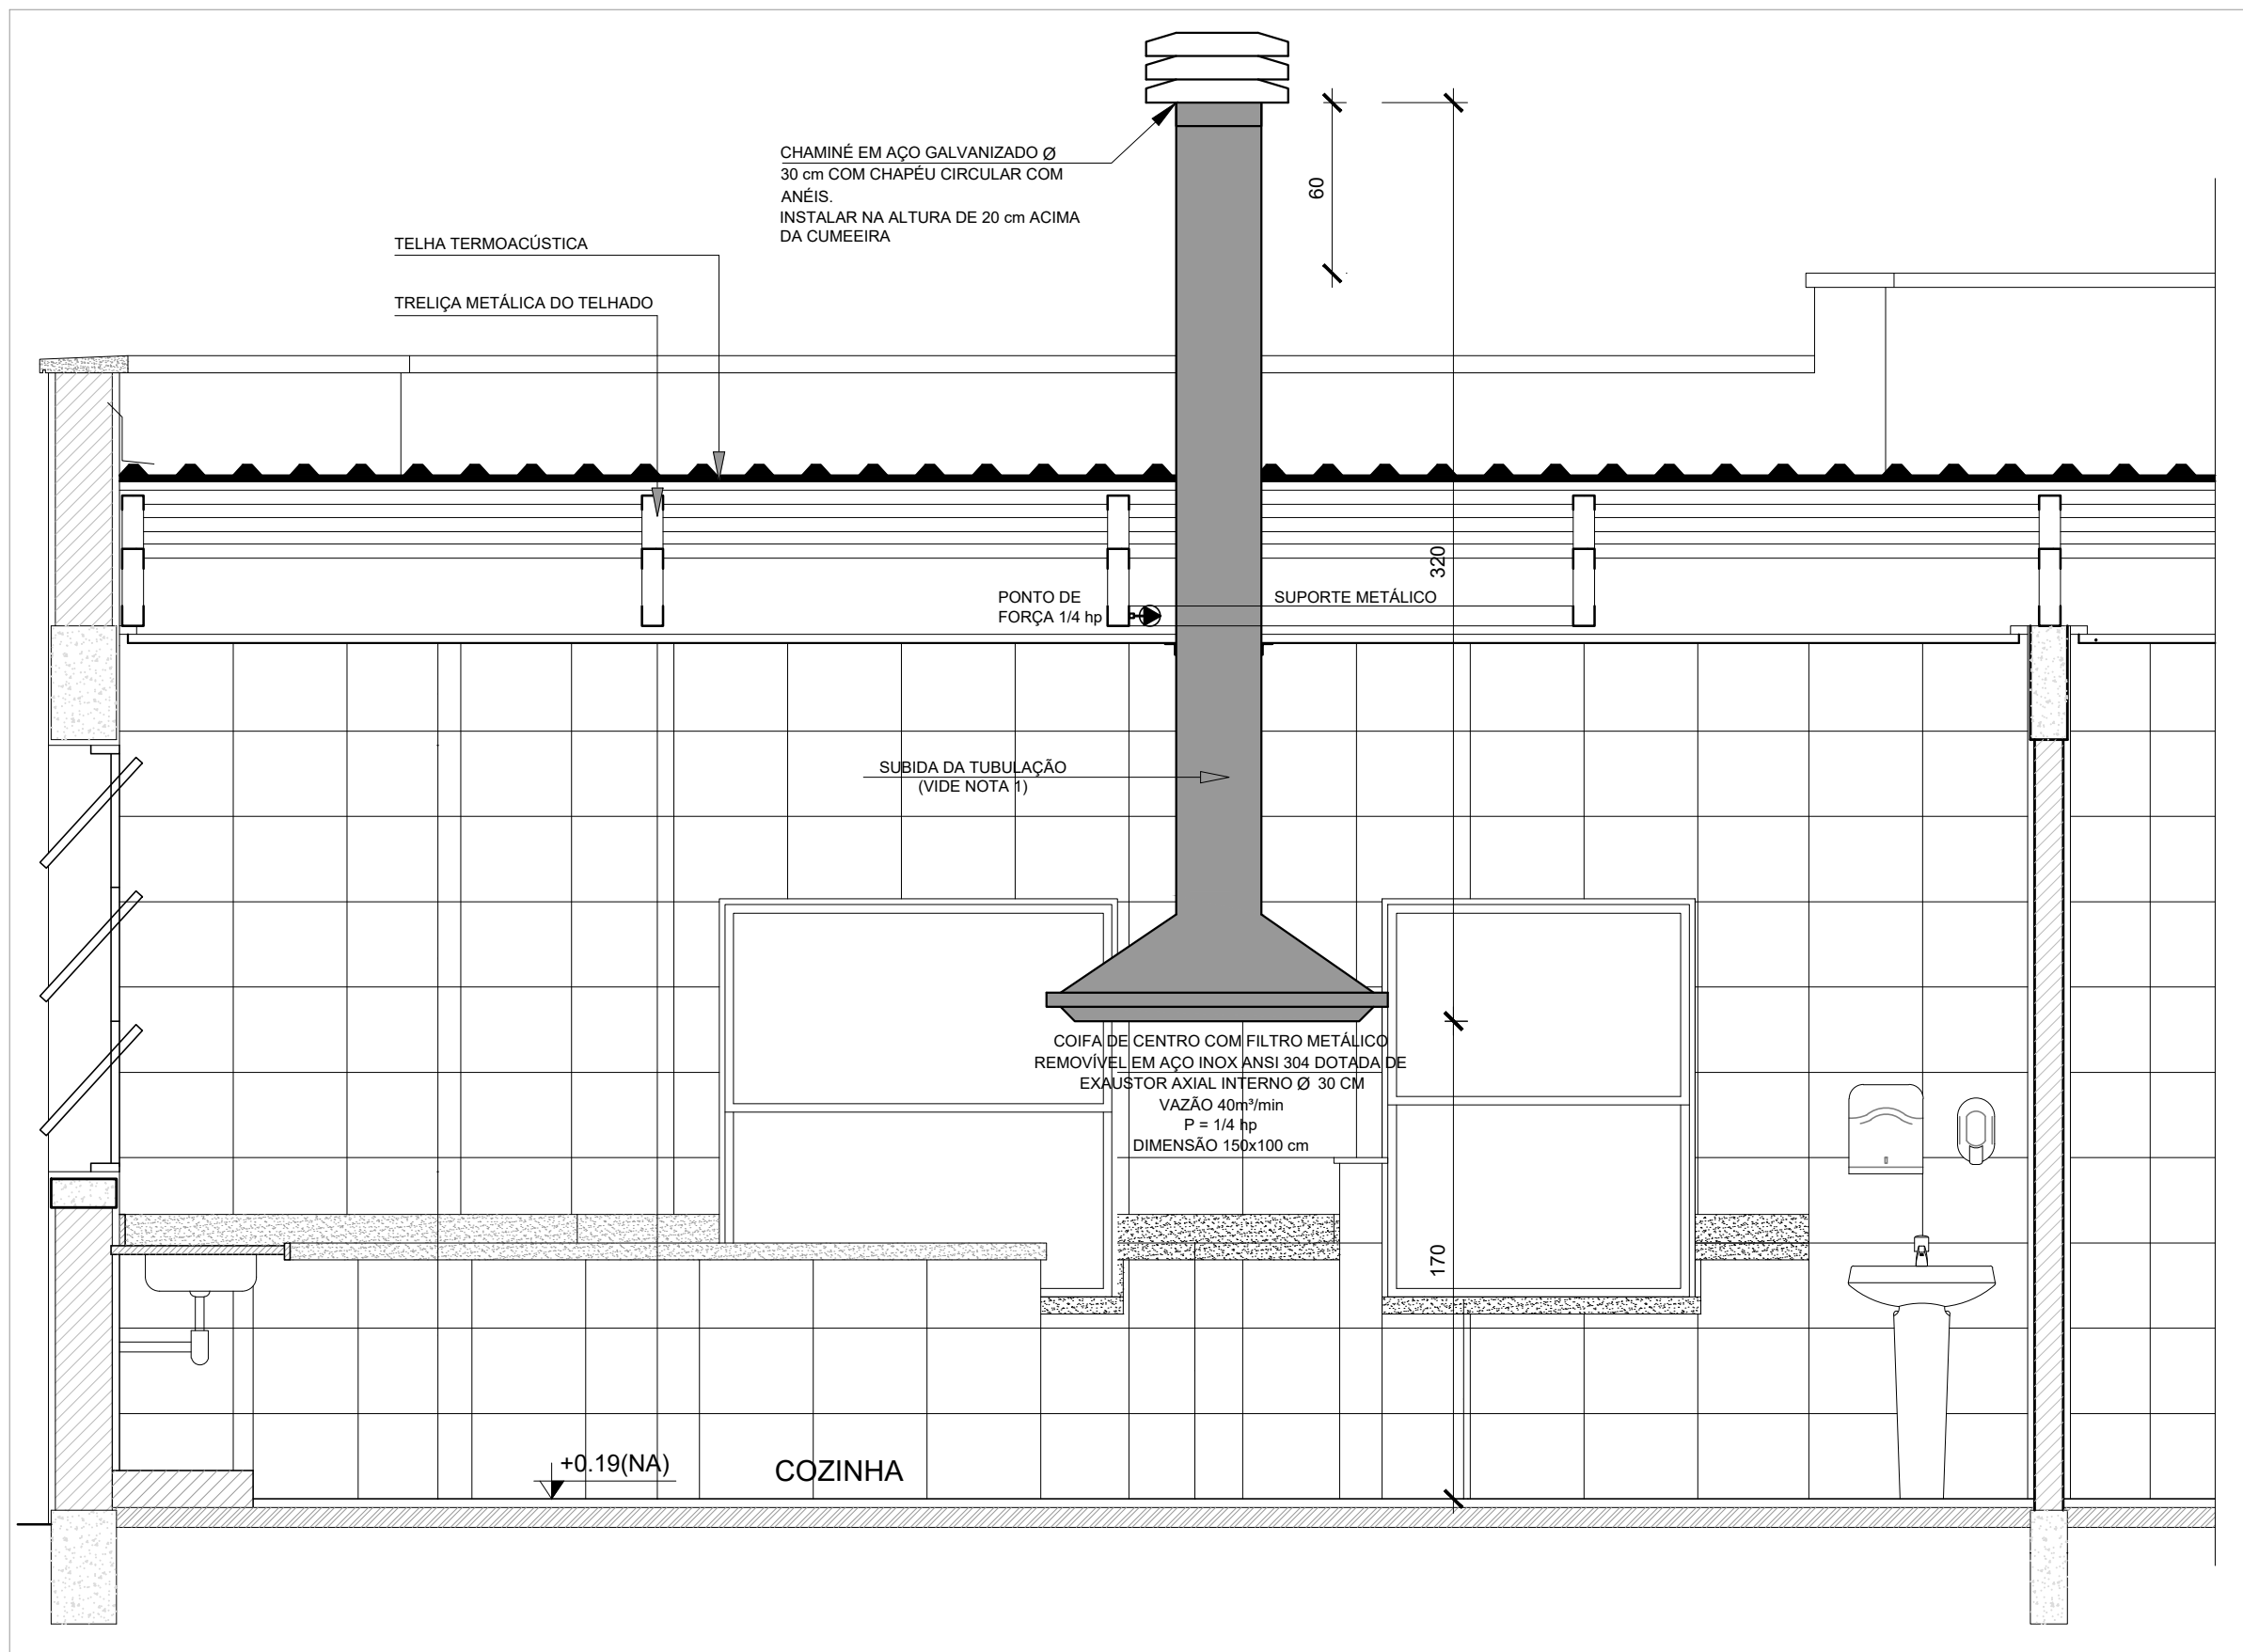 CHAMINÉ EM AÇO GALVANIZADO Ø
30 cm COM CHAPÉU CIRCULAR COM
ANÉIS.
INSTALAR NA ALTURA DE 20 cm ACIMA
DA CUMEEIRA
60
TELHA TERMOACÚSTICA
TRELIÇA METÁLICA DO TELHADO
320
PONTO DE
FORÇA 1/4 hp
SUPORTE METÁLICO
SUBIDA DA TUBULAÇÃO
(VIDE NOTA 1)
COIFA DE CENTRO COM FILTRO METÁLICO
REMOVÍVEL EM AÇO INOX ANSI 304 DOTADA DE
EXAUSTOR AXIAL INTERNO Ø 30 CM
VAZÃO 40m³/min
P = 1/4 hp
DIMENSÃO 150x100 cm
170
+0.19(NA)
COZINHA